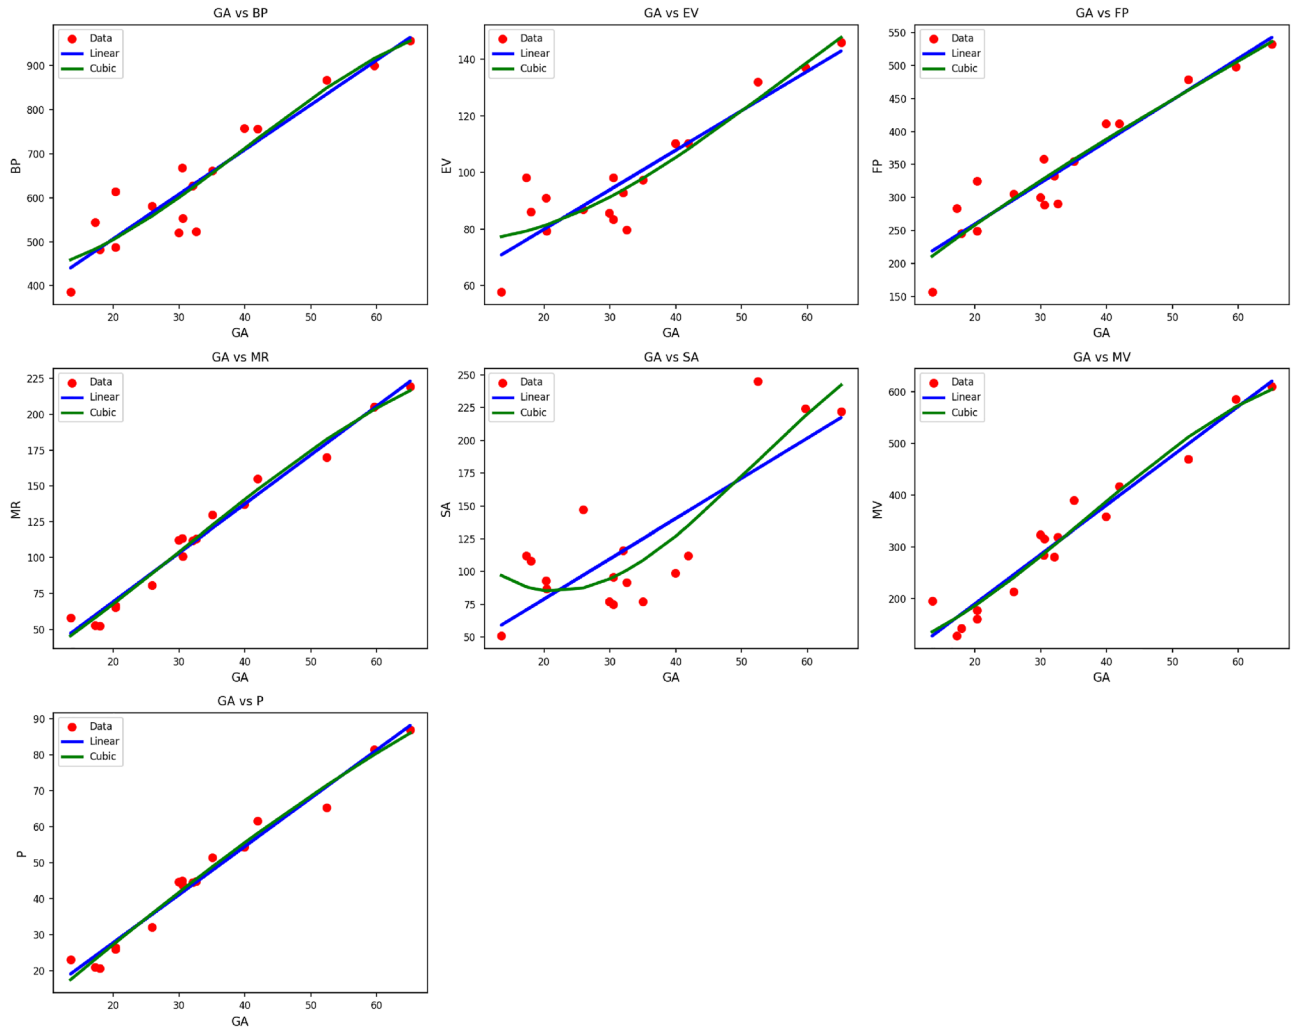 GA vs BP
Data
Linear
Cubic
900
800
700
600
500
400
BP
20 30 40 50 60
GA
GA vs EV
Data
Linear
Cubic
140
120
100
80
60
EV
20 30 40 50 60
GA
GA vs FP
Data
Linear
Cubic
550
500
450
400
350
300
250
200
150
FP
20 30 40 50 60
GA
GA vs MR
Data
Linear
Cubic
225
200
175
150
125
100
75
50
MR
20 30 40 50 60
GA
GA vs SA
Data
Linear
Cubic
250
225
200
175
150
125
100
75
50
SA
20 30 40 50 60
GA
GA vs MV
Data
Linear
Cubic
600
500
400
300
200
MV
20 30 40 50 60
GA
GA vs P
Data
Linear
Cubic
90
80
70
60
50
40
30
20
P
20 30 40 50 60
GA